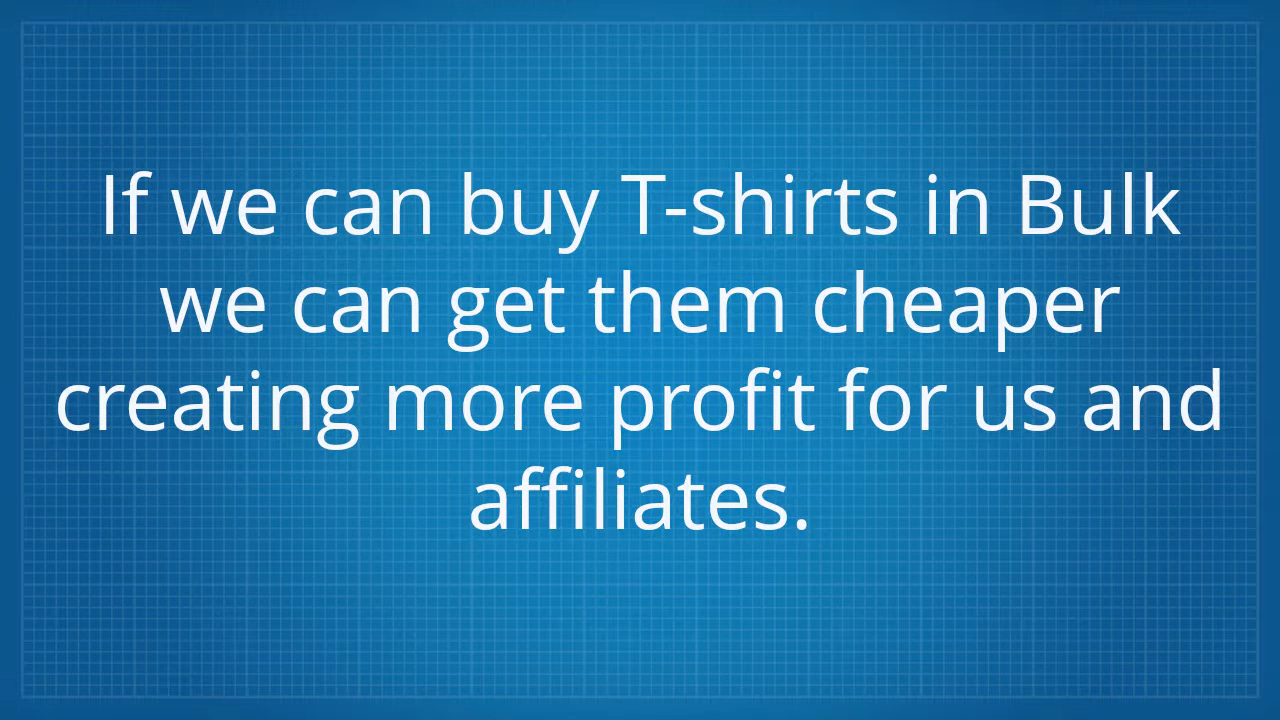 If we can buy T-shirts in Bulk
we can get them cheaper
creating more profit for us and
affiliates.